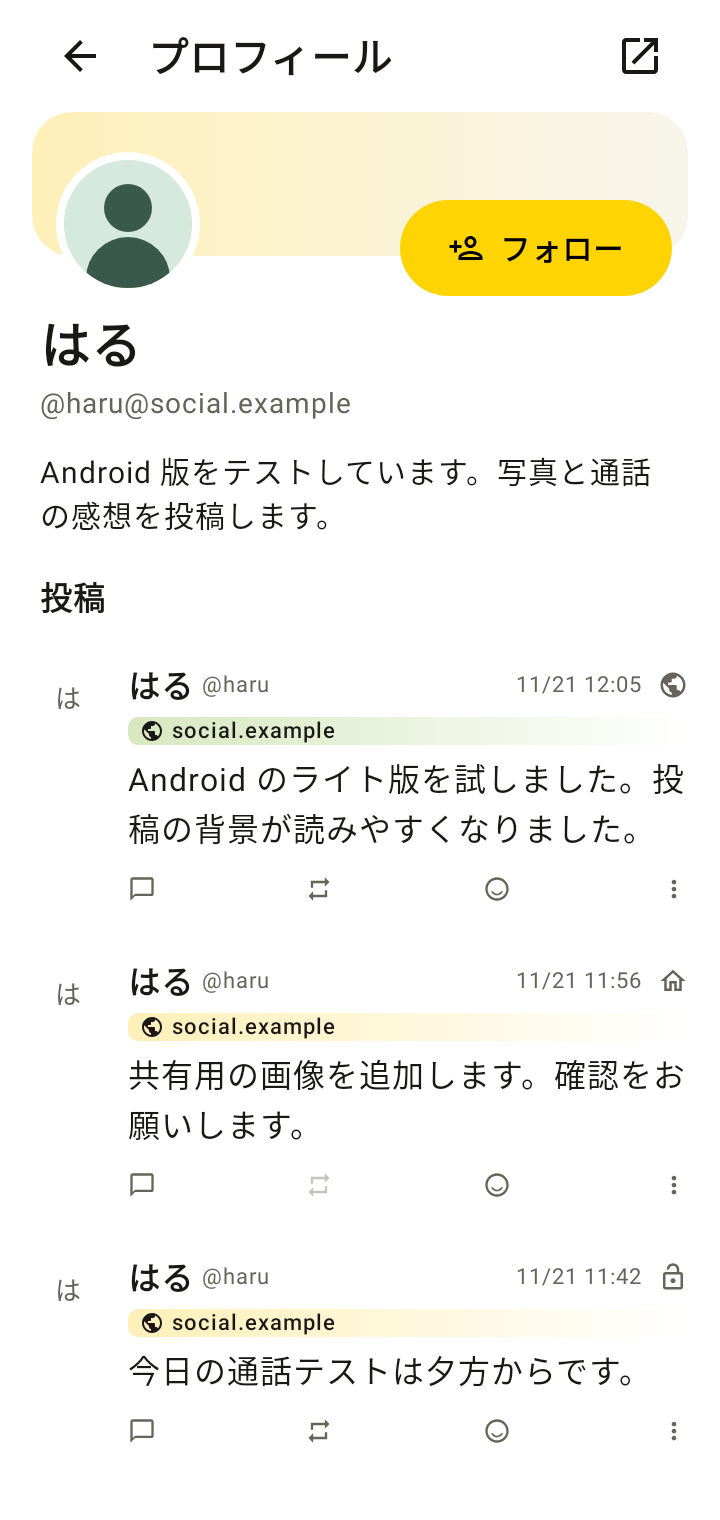 プロフィール
フォロー
はる
@haru@social.example
Android 版をテストしています。写真と通話
の感想を投稿します。
投稿
は
はる @haru 11/21 12:05
social.example
Android のライト版を試しました。投
稿の背景が読みやすくなりました。
は
はる @haru 11/21 11:56
social.example
共有用の画像を追加します。確認をお
願いします。
は
はる @haru 11/21 11:42
social.example
今日の通話テストは夕方からです。